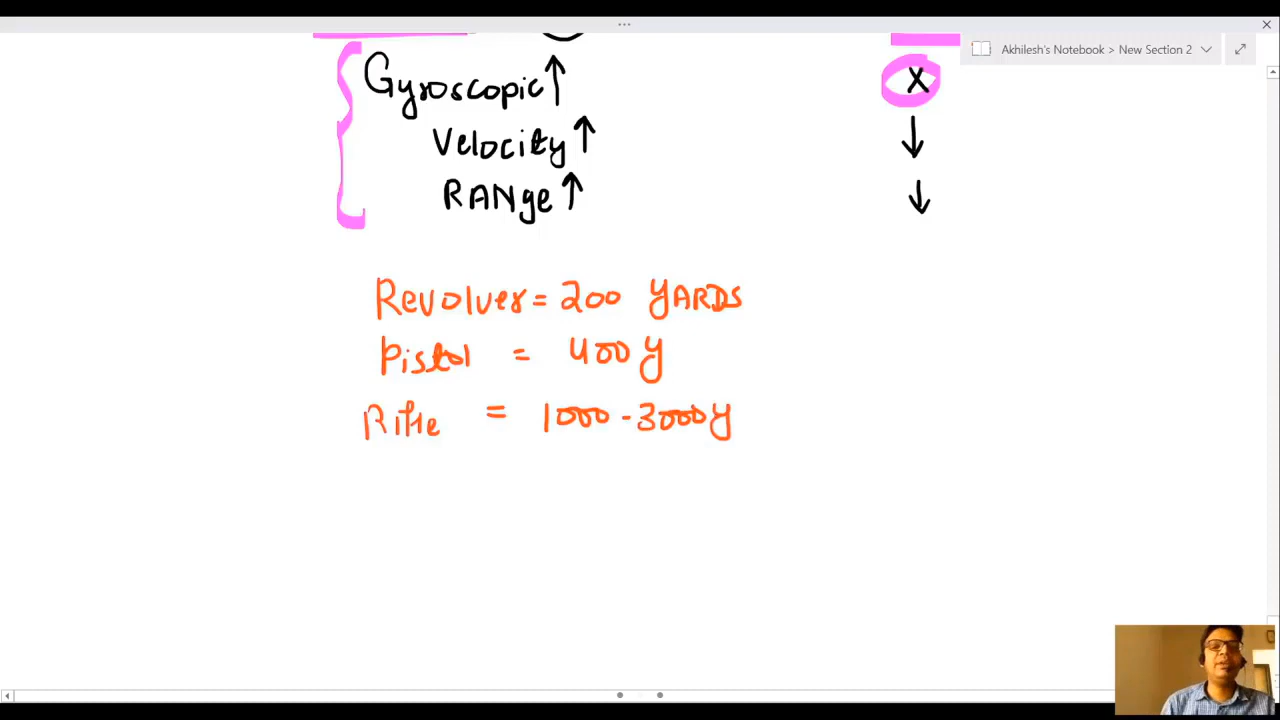 Akhilesh's Notebook > New Section 2
Gyroscopic ↑ X
Velocity ↑ ↓
RANge ↑ ↓
Revolver = 200 YARDS
Pistol = 400 Y
Rifle = 1000 - 3000 Y